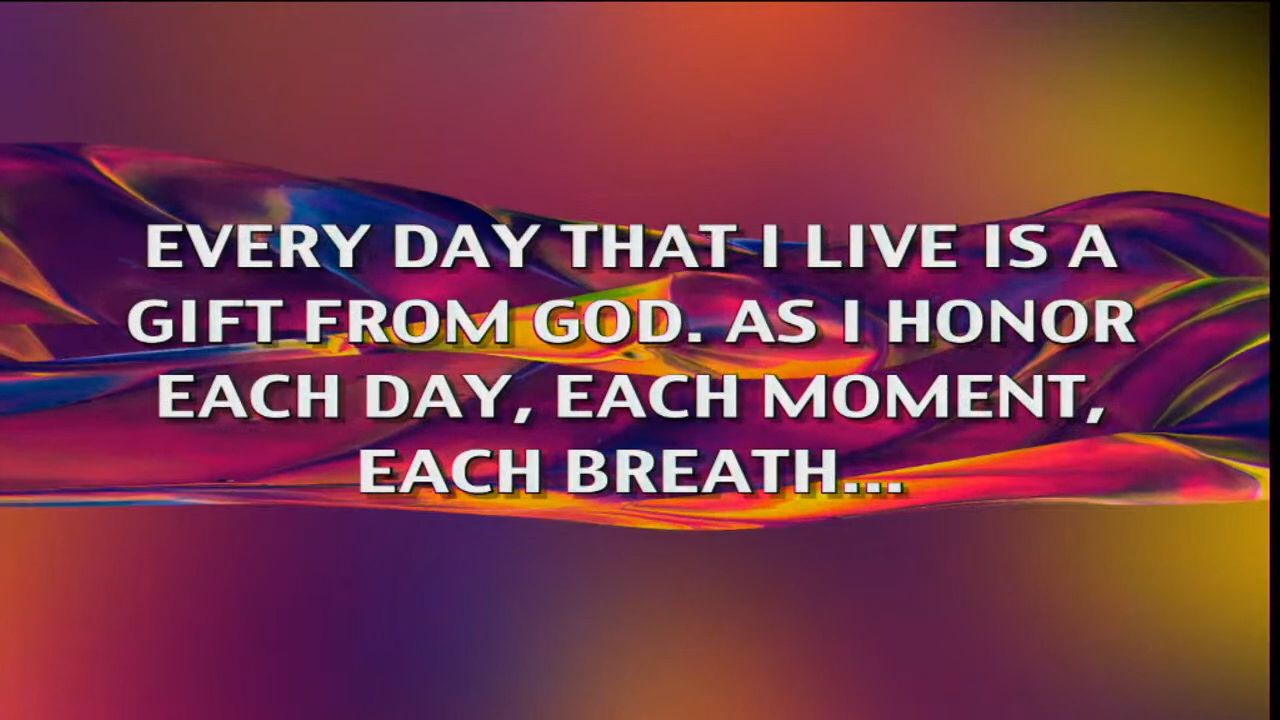 EVERY DAY THAT I LIVE IS A
GIFT FROM GOD. AS I HONOR
EACH DAY, EACH MOMENT,
EACH BREATH...